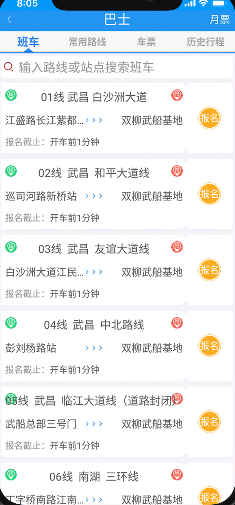 8:05
巴士 月票
班车 常用路线 车票 历史行程
输入路线或站点搜索班车
01线 武昌 白沙洲大道
江盛路长江紫都... >>> 双柳武船基地 报名
报名截止：开车前1分钟
02线 武昌 和平大道线
巡司河路新桥站 >>> 双柳武船基地 报名
报名截止：开车前1分钟
03线 武昌 友谊大道线
白沙洲大道江民... >>> 双柳武船基地 报名
报名截止：开车前1分钟
04线 武昌 中北路线
彭刘杨路站 >>> 双柳武船基地 报名
报名截止：开车前1分钟
05线 武昌 临江大道线（道路封闭）
武船总部三号门 >>> 双柳武船基地 报名
报名截止：开车前1分钟
06线 南湖 三环线
丁字桥南路江南... >>> 双柳武船基地 报名